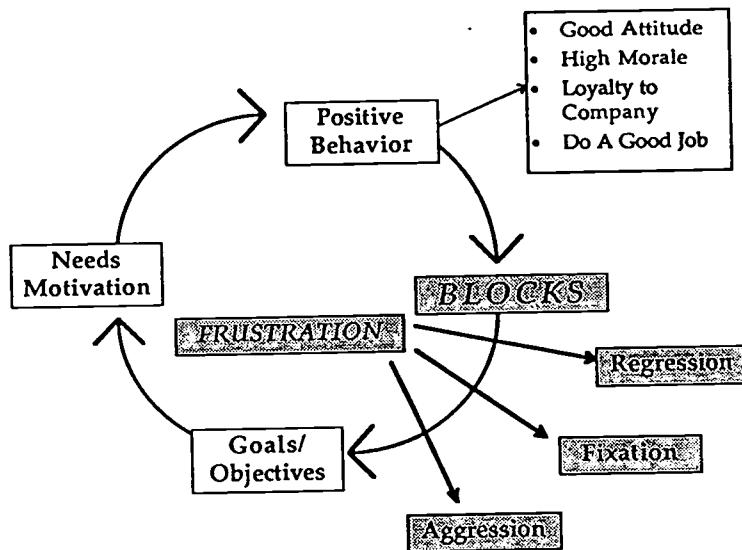 • Good Attitude
• High Morale
• Loyalty to
Company
• Do A Good Job
Positive
Behavior
Needs
Motivation
BLOCKS
FRUSTRATION
Regression
Goals/
Objectives
Fixation
Aggression